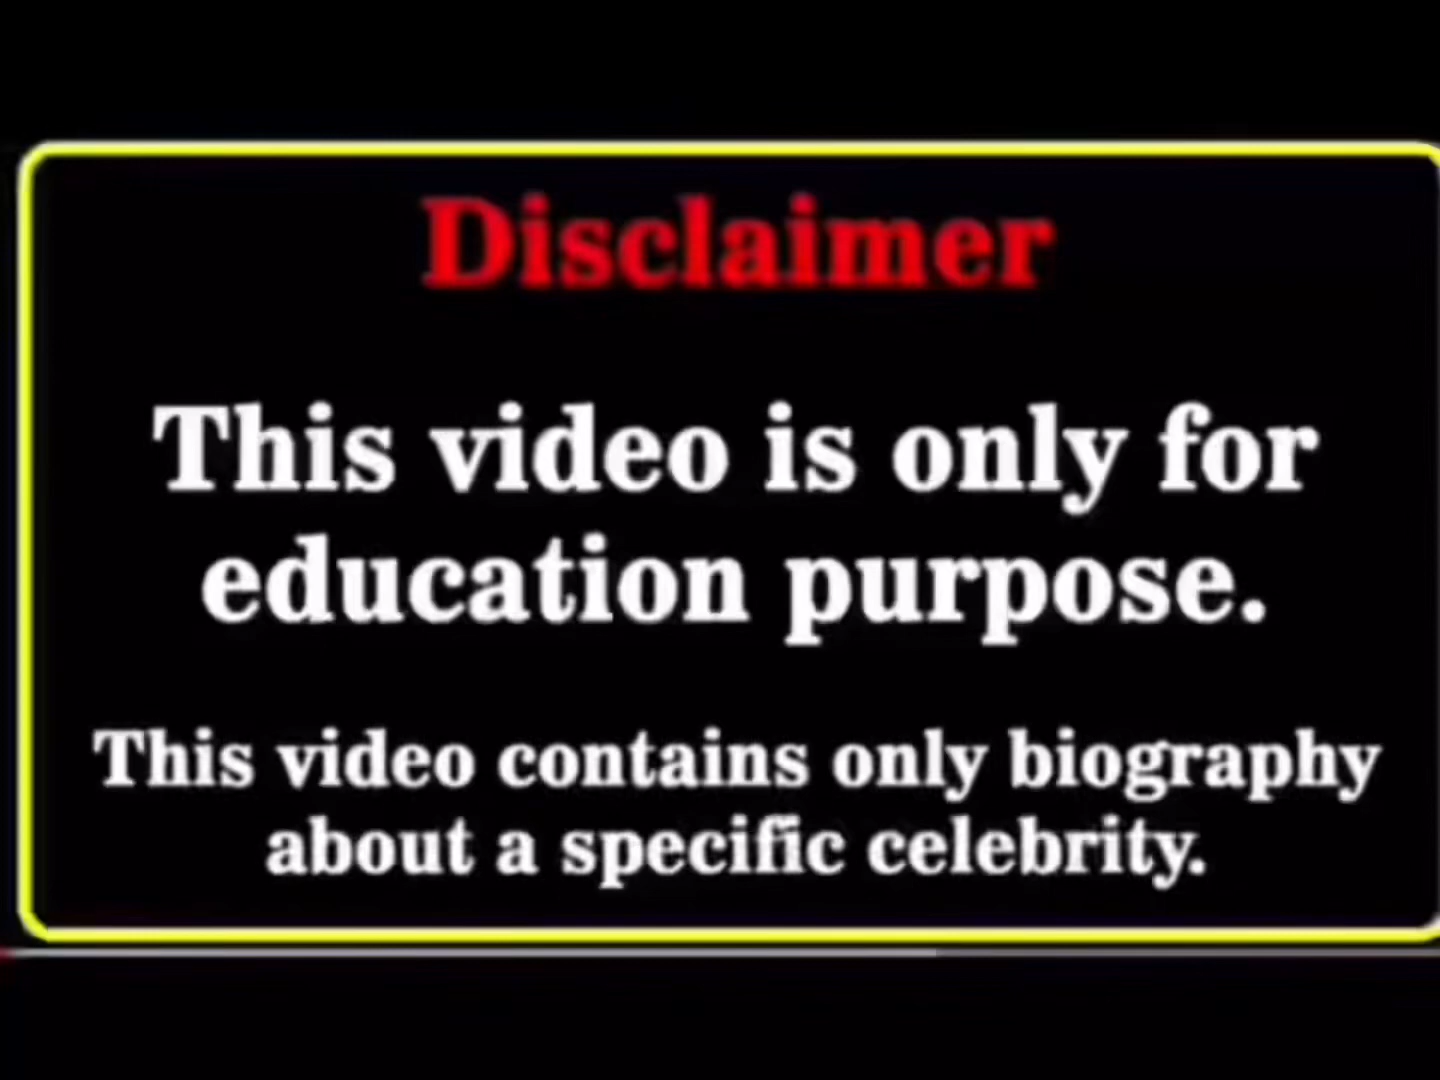 Disclaimer
This video is only for
education purpose.
This video contains only biography
about a specific celebrity.